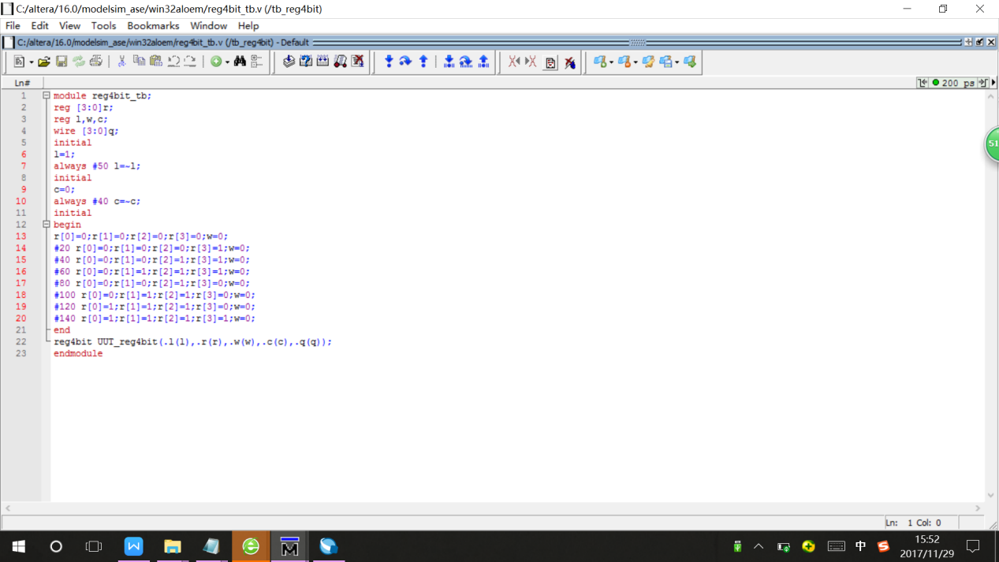 C:/altera/16.0/modelsim_ase/win32aloem/reg4bit_tb.v (/tb_reg4bit)
File Edit View Tools Bookmarks Window Help
C:/altera/16.0/modelsim_ase/win32aloem/reg4bit_tb.v (/tb_reg4bit) - Default
Ln# 200 ps
1 module reg4bit_tb;
2 reg [3:0]r;
3 reg l,w,c;
4 wire [3:0]q;
5 initial
6 l=1;
7 always #50 l=~l;
8 initial
9 c=0;
10 always #40 c=~c;
11 initial
12 begin
13 r[0]=0;r[1]=0;r[2]=0;r[3]=0;w=0;
14 #20 r[0]=0;r[1]=0;r[2]=0;r[3]=1;w=0;
15 #40 r[0]=0;r[1]=0;r[2]=1;r[3]=1;w=0;
16 #60 r[0]=0;r[1]=1;r[2]=1;r[3]=1;w=0;
17 #80 r[0]=0;r[1]=0;r[2]=1;r[3]=0;w=0;
18 #100 r[0]=0;r[1]=1;r[2]=1;r[3]=0;w=0;
19 #120 r[0]=1;r[1]=1;r[2]=1;r[3]=0;w=0;
20 #140 r[0]=1;r[1]=1;r[2]=1;r[3]=1;w=0;
21 end
22 reg4bit UUT_reg4bit(.l(l),.r(r),.w(w),.c(c),.q(q));
23 endmodule
51
Ln: 1 Col: 0
中
15:52
2017/11/29